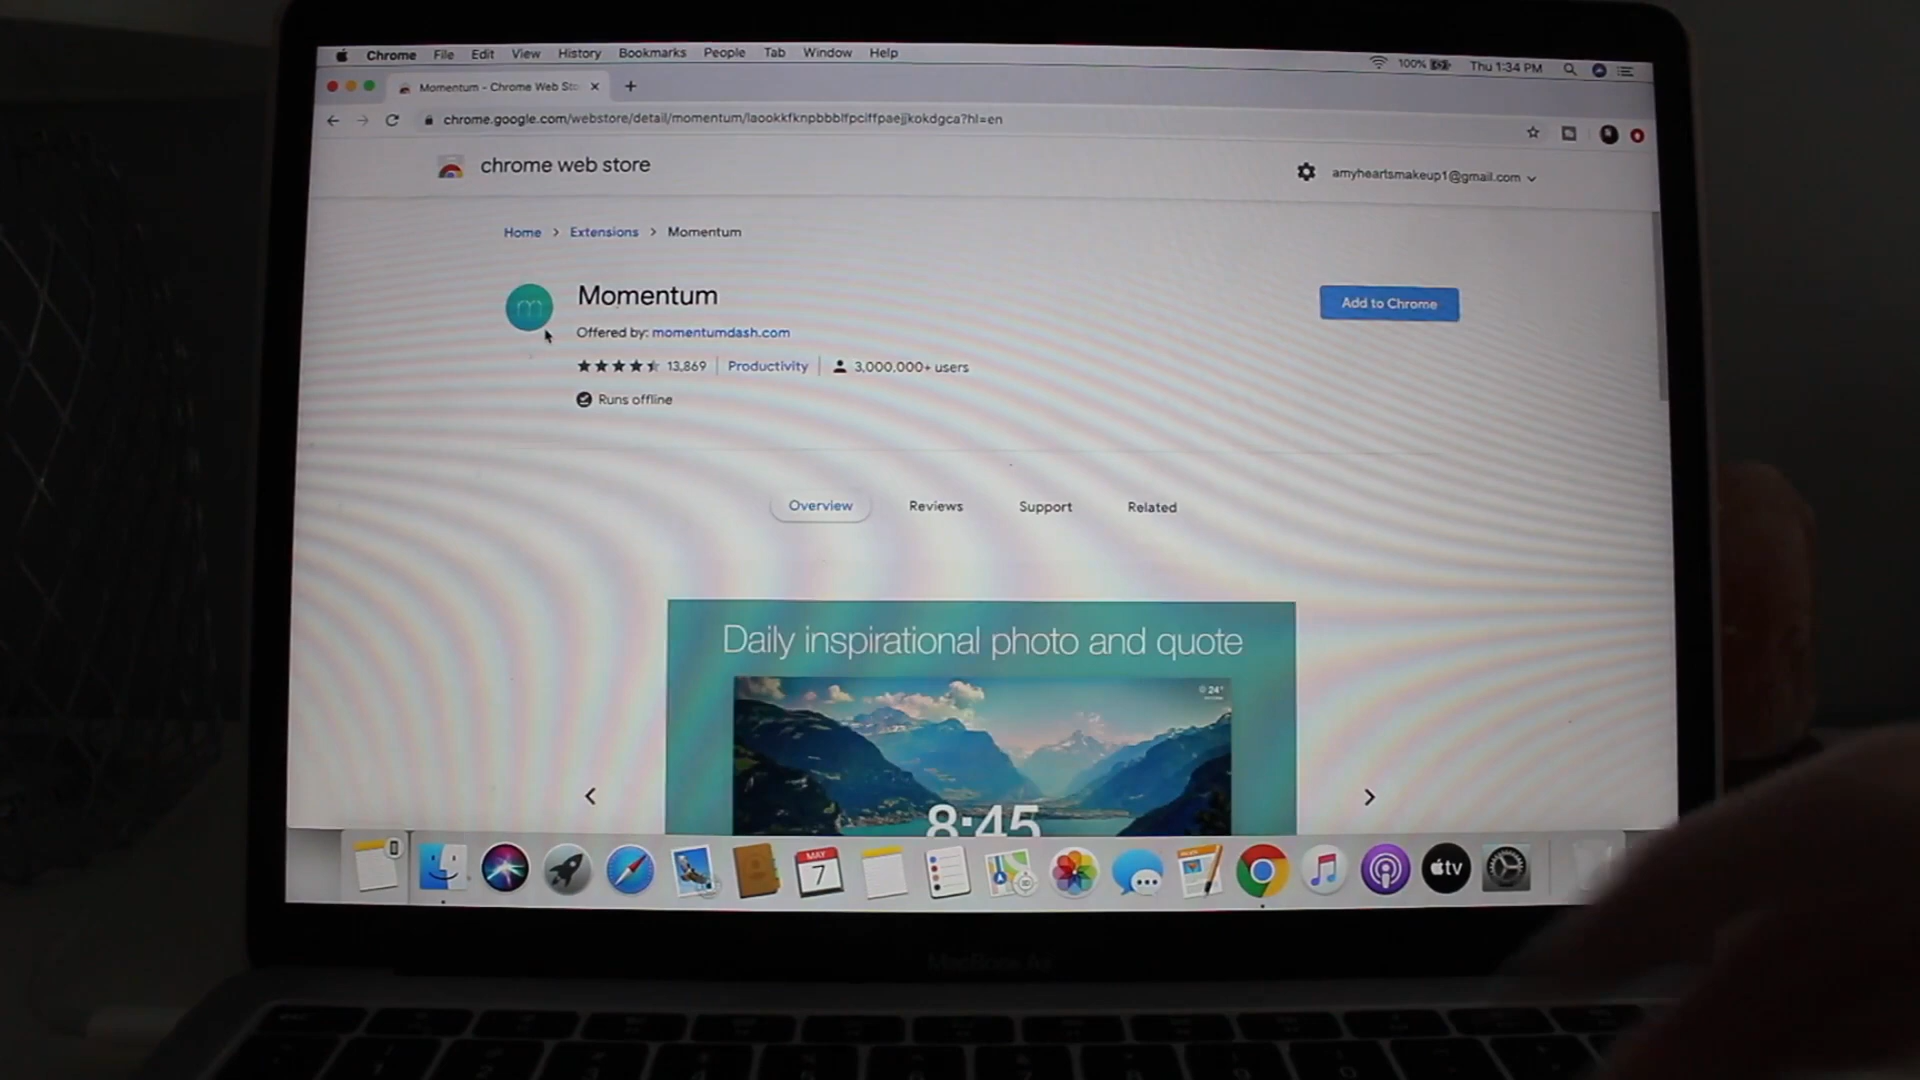 Chrome File Edit View History Bookmarks People Tab Window Help
100% Thu 1:34 PM
Momentum - Chrome Web Sto
chrome.google.com/webstore/detail/momentum/laookkfknpbbblfpciffpaejjkokdgca?hl=en
chrome web store
amyheartsmakeup1@gmail.com
Home > Extensions > Momentum
m
Momentum
Add to Chrome
Offered by: momentumdash.com
13,869 Productivity 3,000,000+ users
Runs offline
Overview Reviews Support Related
Daily inspirational photo and quote
24°
8:45
MAY
7
tv
MacBook Air